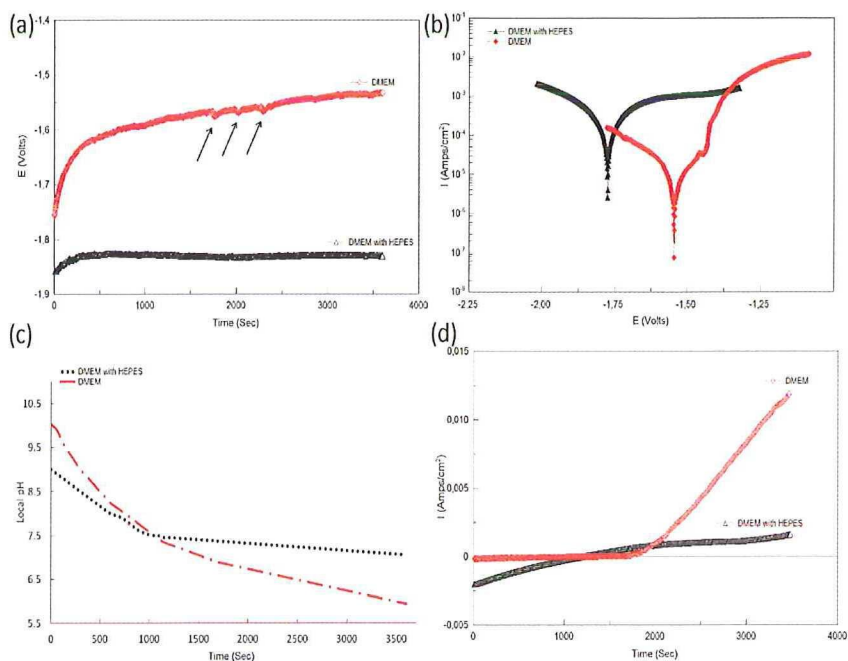 (a)
-1,4
-1,5
-1,6
-1,7
-1,8
-1,9
E (Volts)
DMEM
DMEM with HEPES
0
1000
2000
3000
4000
Time (Sec)
(b)
DMEM with HEPES
DMEM
10⁻¹
10⁻²
10⁻³
10⁻⁴
10⁻⁵
10⁻⁶
10⁻⁷
I (Amps/cm²)
-2,25
-2,00
-1,75
-1,50
-1,25
E (Volts)
(c)
DMEM with HEPES
DMEM
10.5
9.5
8.5
7.5
6.5
5.5
Local pH
0
500
1000
1500
2000
2500
3000
3500
Time (Sec)
(d)
0,015
0,010
0,005
0
-0,005
I (Amps/cm²)
DMEM
DMEM with HEPES
0
1000
2000
3000
4000
Time (Sec)